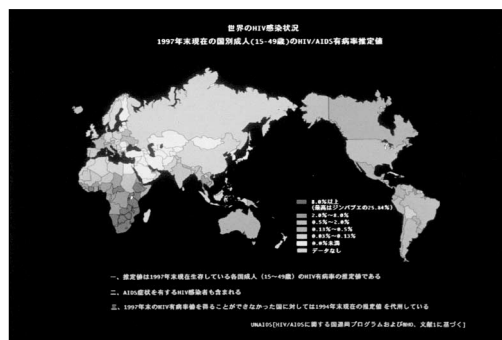 世界のHIV感染状況
1997年末現在の国別成人(15-49歳)のHIV/AIDS有病率推定値
8.0%以上
(最高はジンバブエの25.84%)
2.0%～8.0%
0.5%～2.0%
0.13%～0.5%
0.03%～0.13%
0.0%未満
データなし
一、推定値は1997年末現在生存している各国成人（15～49歳）のHIV有病率の推定値である
二、AIDS症状を有するHIV感染者も含まれる
三、1997年末のHIV有病率値を得ることができなかった国に対しては1994年末現在の推定値を代用している
UNAIDS[HIV/AIDSに関する国連共同プログラムおよびWHO、文献1に基づく]